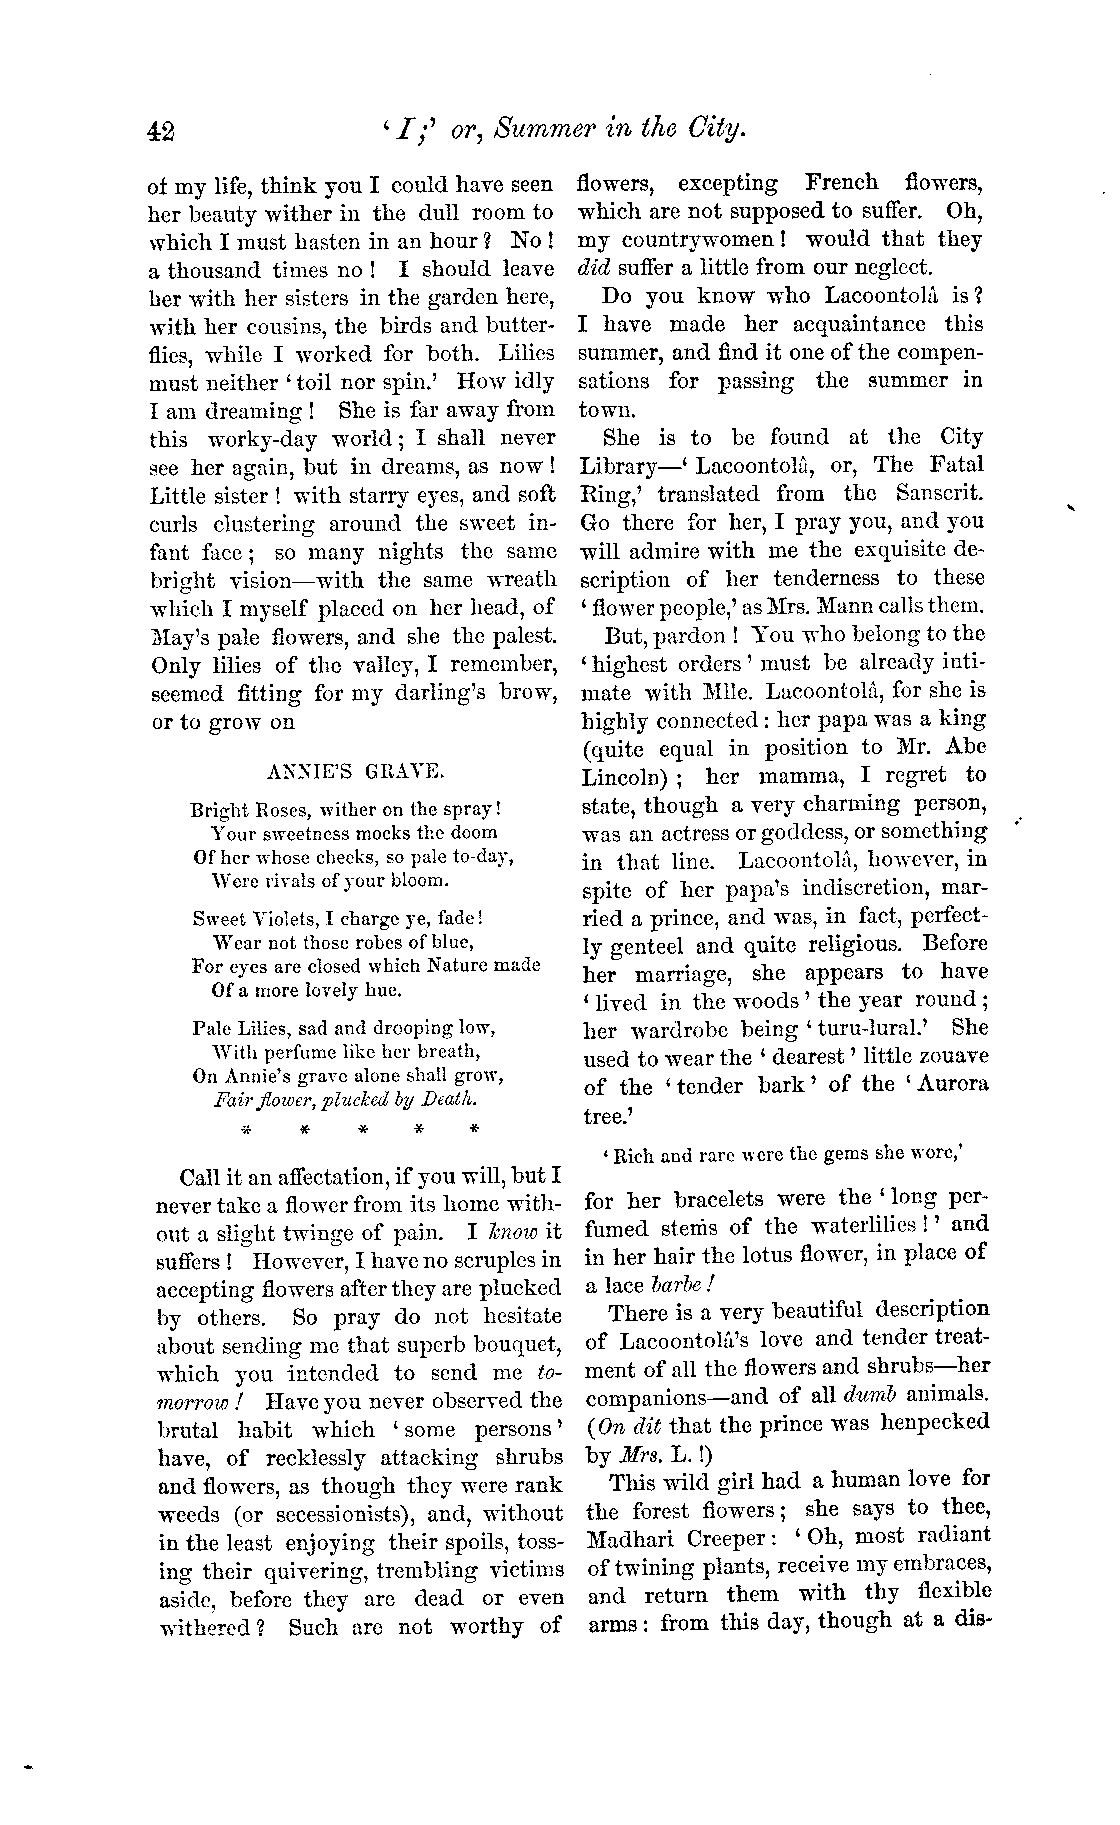 42 ‘ I;’ or, Summer in the City.
of my life, think you I could have seen
her beauty wither in the dull room to
which I must hasten in an hour? No!
a thousand times no! I should leave
her with her sisters in the garden here,
with her cousins, the birds and butter-
flies, while I worked for both. Lilies
must neither ‘toil nor spin.’ How idly
I am dreaming! She is far away from
this worky-day world; I shall never
see her again, but in dreams, as now!
Little sister! with starry eyes, and soft
curls clustering around the sweet in-
fant face; so many nights the same
bright vision—with the same wreath
which I myself placed on her head, of
May's pale flowers, and she the palest.
Only lilies of the valley, I remember,
seemed fitting for my darling's brow,
or to grow on
ANNIE'S GRAVE.
Bright Roses, wither on the spray!
Your sweetness mocks the doom
Of her whose cheeks, so pale to-day,
Were rivals of your bloom.
Sweet Violets, I charge ye, fade!
Wear not those robes of blue,
For eyes are closed which Nature made
Of a more lovely hue.
Pale Lilies, sad and drooping low,
With perfume like her breath,
On Annie's grave alone shall grow,
Fair flower, plucked by Death.
* * * * *
Call it an affectation, if you will, but I
never take a flower from its home with-
out a slight twinge of pain. I know it
suffers! However, I have no scruples in
accepting flowers after they are plucked
by others. So pray do not hesitate
about sending me that superb bouquet,
which you intended to send me to-
morrow! Have you never observed the
brutal habit which ‘some persons’
have, of recklessly attacking shrubs
and flowers, as though they were rank
weeds (or secessionists), and, without
in the least enjoying their spoils, toss-
ing their quivering, trembling victims
aside, before they are dead or even
withered? Such are not worthy of
flowers, excepting French flowers,
which are not supposed to suffer. Oh,
my countrywomen! would that they
did suffer a little from our neglect.
Do you know who Lacoontolâ is?
I have made her acquaintance this
summer, and find it one of the compen-
sations for passing the summer in
town.
She is to be found at the City
Library—‘ Lacoontolâ, or, The Fatal
Ring,’ translated from the Sanscrit.
Go there for her, I pray you, and you
will admire with me the exquisite de-
scription of her tenderness to these
‘flower people,’ as Mrs. Mann calls them.
But, pardon! You who belong to the
‘highest orders’ must be already inti-
mate with Mlle. Lacoontolâ, for she is
highly connected: her papa was a king
(quite equal in position to Mr. Abe
Lincoln); her mamma, I regret to
state, though a very charming person,
was an actress or goddess, or something
in that line. Lacoontolâ, however, in
spite of her papa's indiscretion, mar-
ried a prince, and was, in fact, perfect-
ly genteel and quite religious. Before
her marriage, she appears to have
‘lived in the woods’ the year round;
her wardrobe being ‘turu-lural.’ She
used to wear the ‘dearest’ little zouave
of the ‘tender bark’ of the ‘Aurora
tree.’
‘Rich and rare were the gems she wore,’
for her bracelets were the ‘long per-
fumed stems of the waterlilies!’ and
in her hair the lotus flower, in place of
a lace barbe!
There is a very beautiful description
of Lacoontolâ's love and tender treat-
ment of all the flowers and shrubs—her
companions—and of all dumb animals.
(On dit that the prince was henpecked
by Mrs. L.!)
This wild girl had a human love for
the forest flowers; she says to thee,
Madhari Creeper: ‘Oh, most radiant
of twining plants, receive my embraces,
and return them with thy flexible
arms: from this day, though at a dis-